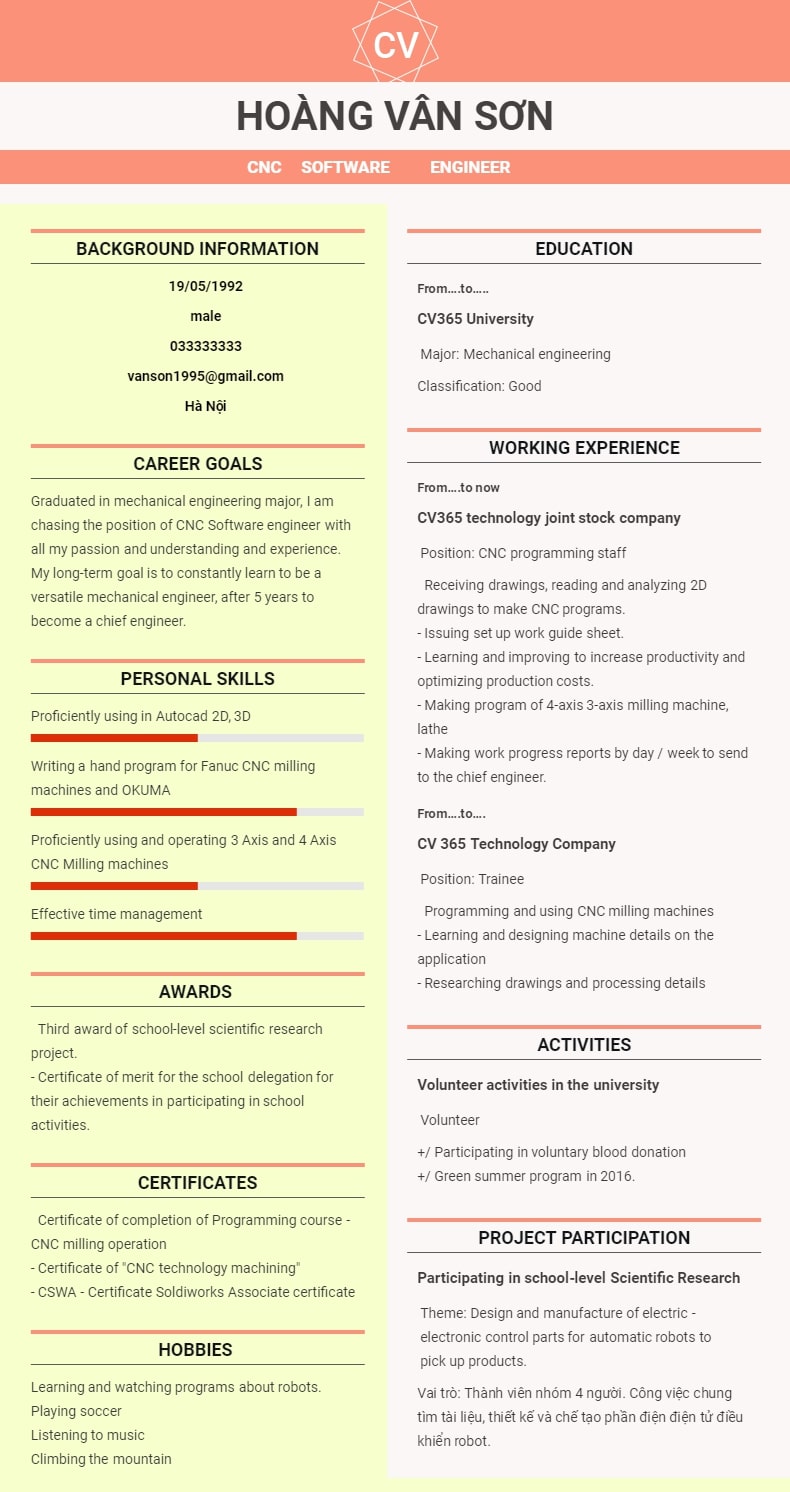 CV
HOÀNG VÂN SƠN
CNC SOFTWARE ENGINEER
BACKGROUND INFORMATION
19/05/1992
male
033333333
vanson1995@gmail.com
Hà Nội
CAREER GOALS
Graduated in mechanical engineering major, I am
chasing the position of CNC Software engineer with
all my passion and understanding and experience.
My long-term goal is to constantly learn to be a
versatile mechanical engineer, after 5 years to
become a chief engineer.
PERSONAL SKILLS
Proficiently using in Autocad 2D, 3D
Writing a hand program for Fanuc CNC milling
machines and OKUMA
Proficiently using and operating 3 Axis and 4 Axis
CNC Milling machines
Effective time management
AWARDS
Third award of school-level scientific research
project.
- Certificate of merit for the school delegation for
their achievements in participating in school
activities.
CERTIFICATES
Certificate of completion of Programming course -
CNC milling operation
- Certificate of "CNC technology machining"
- CSWA - Certificate Soldiworks Associate certificate
HOBBIES
Learning and watching programs about robots.
Playing soccer
Listening to music
Climbing the mountain
EDUCATION
From....to.....
CV365 University
Major: Mechanical engineering
Classification: Good
WORKING EXPERIENCE
From....to now
CV365 technology joint stock company
Position: CNC programming staff
Receiving drawings, reading and analyzing 2D
drawings to make CNC programs.
- Issuing set up work guide sheet.
- Learning and improving to increase productivity and
optimizing production costs.
- Making program of 4-axis 3-axis milling machine,
lathe
- Making work progress reports by day / week to send
to the chief engineer.
From....to....
CV 365 Technology Company
Position: Trainee
Programming and using CNC milling machines
- Learning and designing machine details on the
application
- Researching drawings and processing details
ACTIVITIES
Volunteer activities in the university
Volunteer
+/ Participating in voluntary blood donation
+/ Green summer program in 2016.
PROJECT PARTICIPATION
Participating in school-level Scientific Research
Theme: Design and manufacture of electric -
electronic control parts for automatic robots to
pick up products.
Vai trò: Thành viên nhóm 4 người. Công việc chung
tìm tài liệu, thiết kế và chế tạo phần điện điện tử điều
khiển robot.